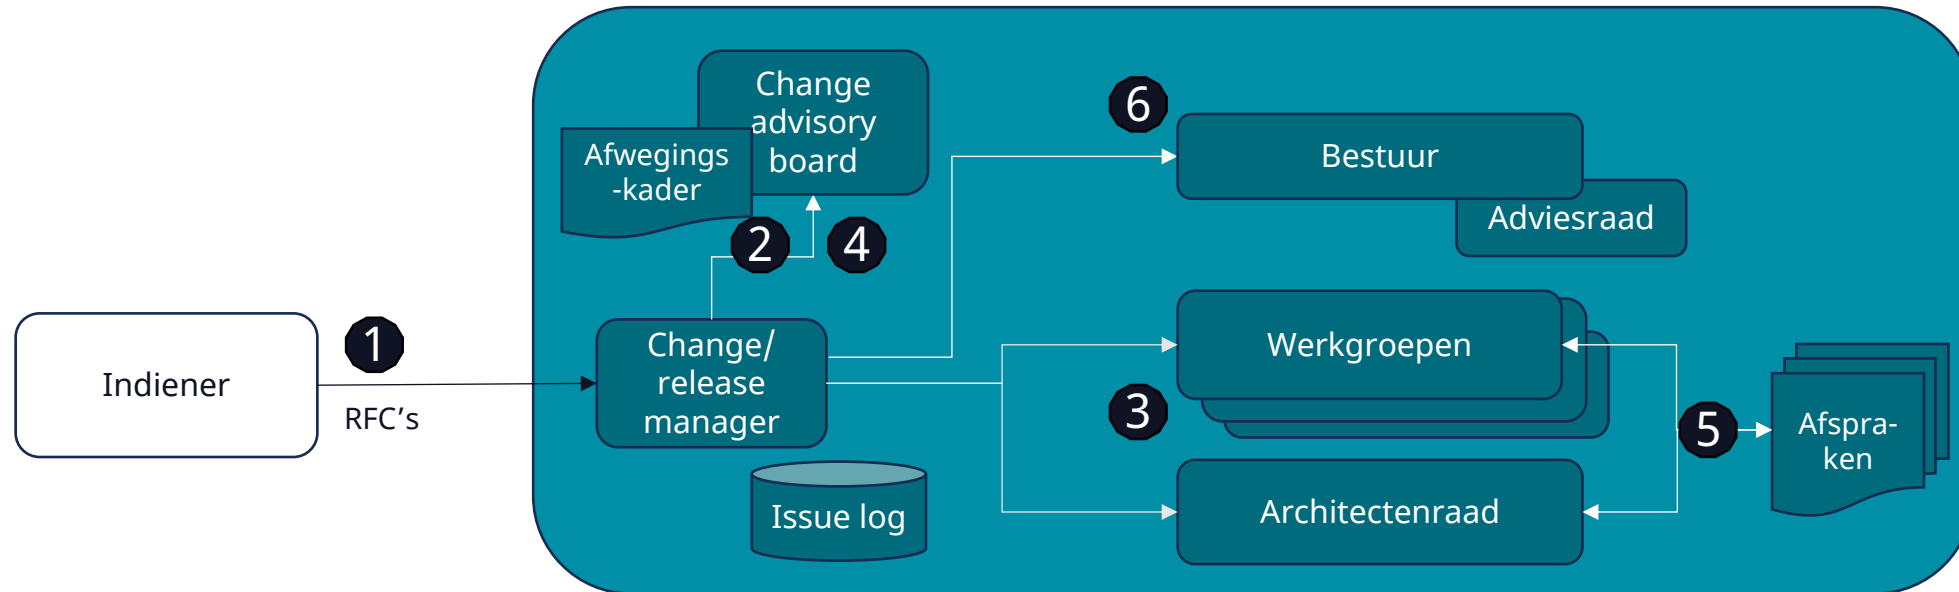 Change
advisory
board
Afwegings
-kader
2
4
6
Bestuur
Adviesraad
Indiener
1
RFC’s
Change/
release
manager
Issue log
Werkgroepen
3
Architectenraad
5
Afspra-
ken